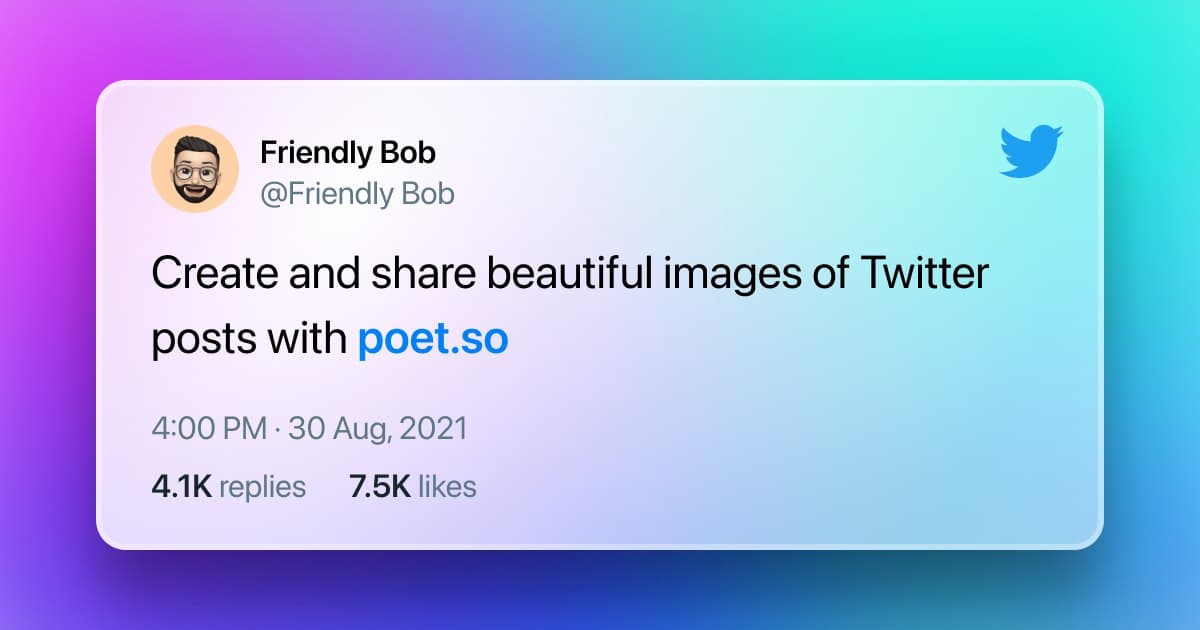 Friendly Bob
@Friendly Bob
Create and share beautiful images of Twitter
posts with poet.so
4:00 PM · 30 Aug, 2021
4.1K replies 7.5K likes